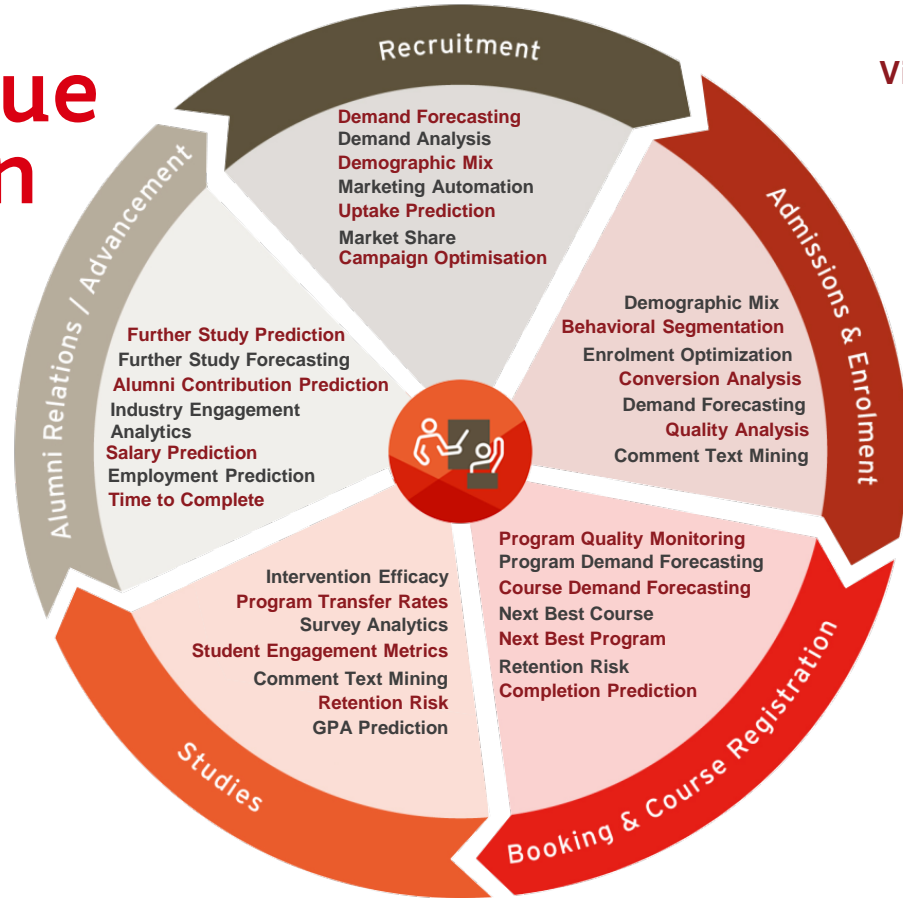 ue
n
Vi
Recruitment
Demand Forecasting
Demand Analysis
Demographic Mix
Marketing Automation
Uptake Prediction
Market Share
Campaign Optimisation
Admissions & Enrolment
Demographic Mix
Behavioral Segmentation
Enrolment Optimization
Conversion Analysis
Demand Forecasting
Quality Analysis
Comment Text Mining
Booking & Course Registration
Program Quality Monitoring
Program Demand Forecasting
Course Demand Forecasting
Next Best Course
Next Best Program
Retention Risk
Completion Prediction
Studies
Intervention Efficacy
Program Transfer Rates
Survey Analytics
Student Engagement Metrics
Comment Text Mining
Retention Risk
GPA Prediction
Alumni Relations / Advancement
Further Study Prediction
Further Study Forecasting
Alumni Contribution Prediction
Industry Engagement
Analytics
Salary Prediction
Employment Prediction
Time to Complete